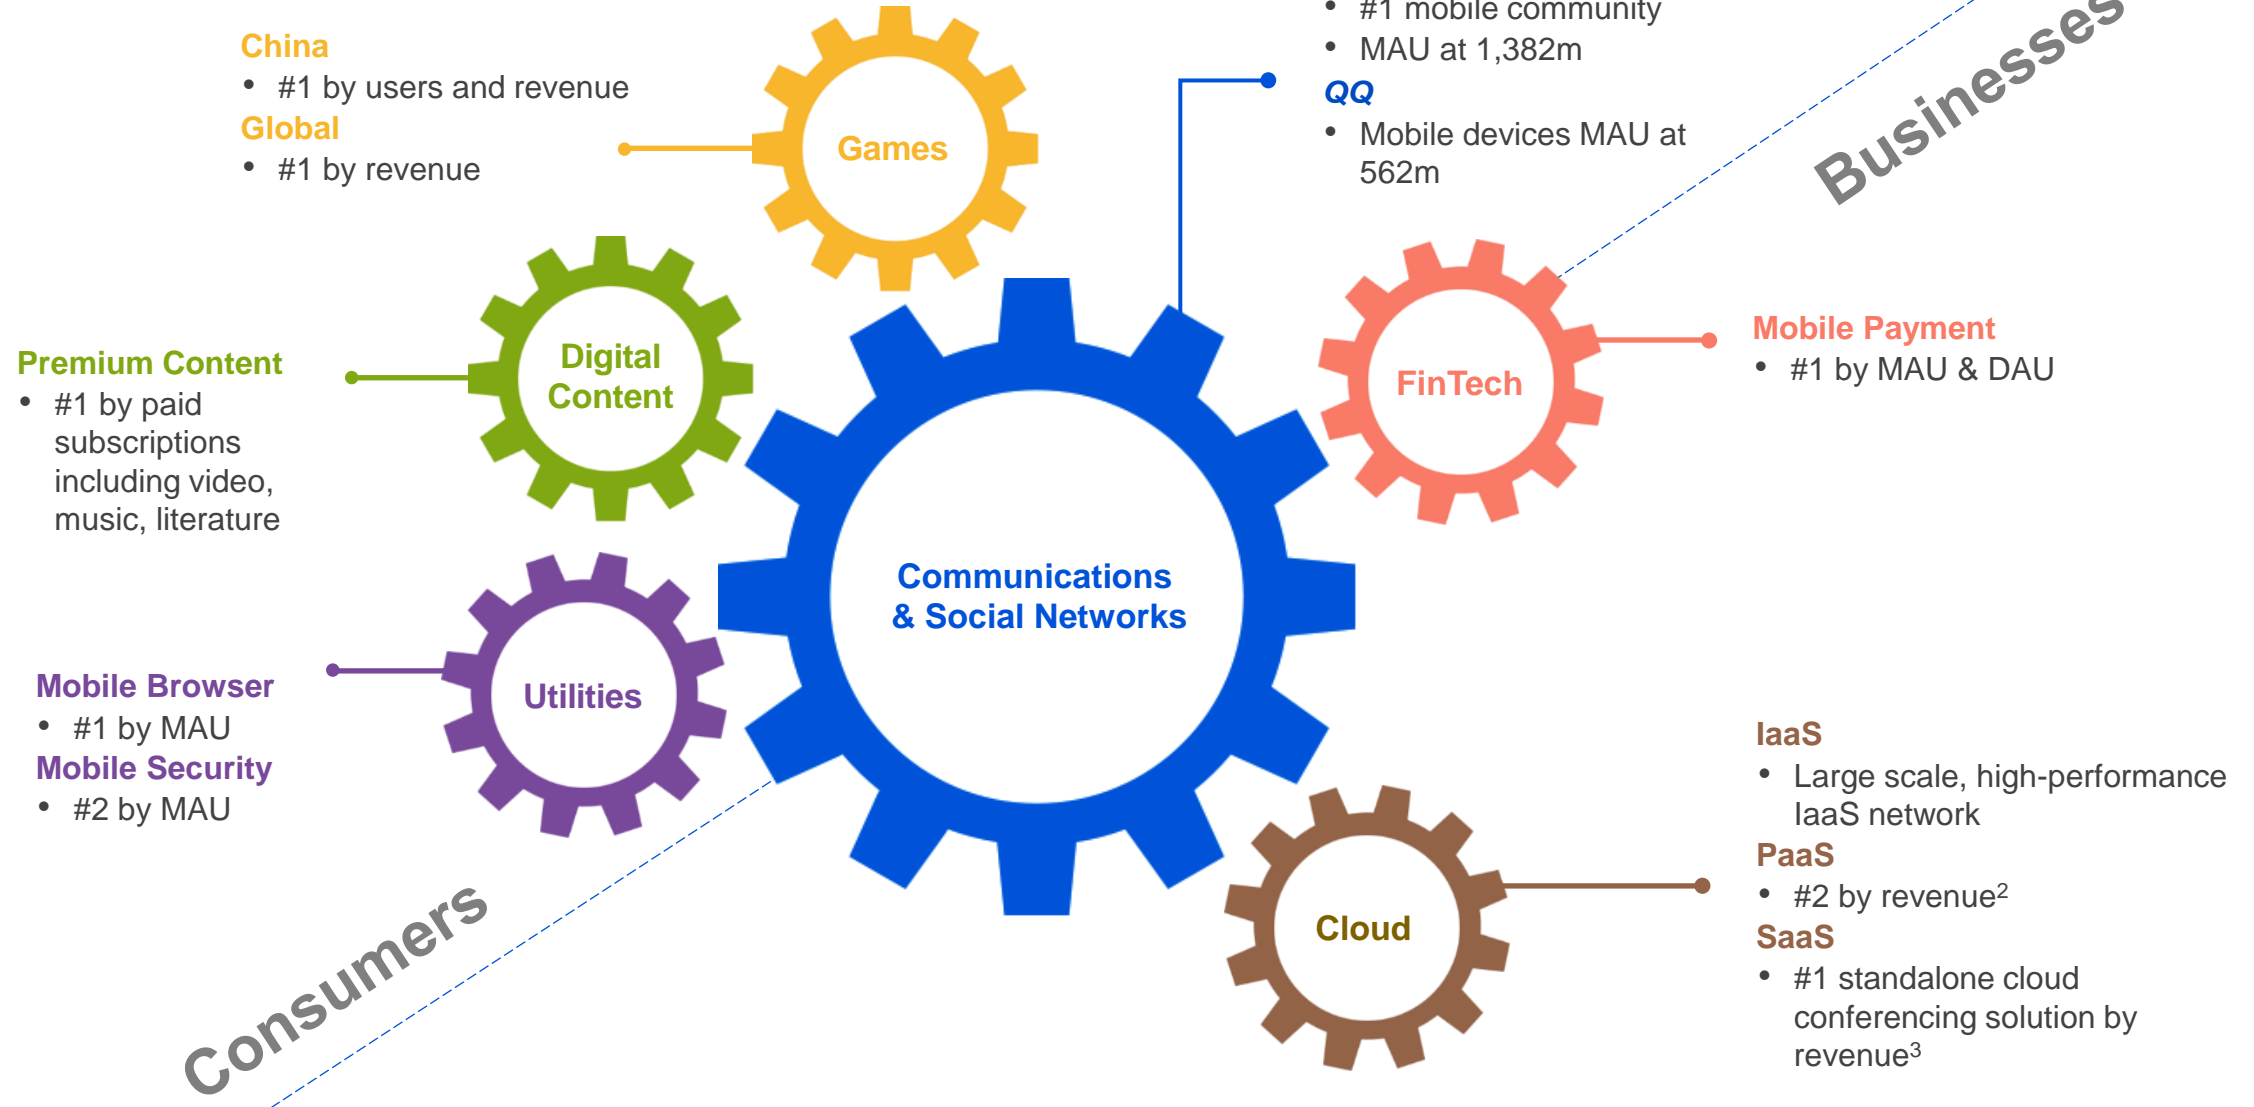 China
• #1 by users and revenue
Global
• #1 by revenue
Games
• #1 mobile community
• MAU at 1,382m
QQ
• Mobile devices MAU at
562m
Businesses
Premium Content
• #1 by paid
subscriptions
including video,
music, literature
Digital
Content
FinTech
Mobile Payment
• #1 by MAU & DAU
Communications
& Social Networks
Mobile Browser
• #1 by MAU
Mobile Security
• #2 by MAU
Utilities
Consumers
Cloud
IaaS
• Large scale, high-performance
IaaS network
PaaS
• #2 by revenue²
SaaS
• #1 standalone cloud
conferencing solution by
revenue³